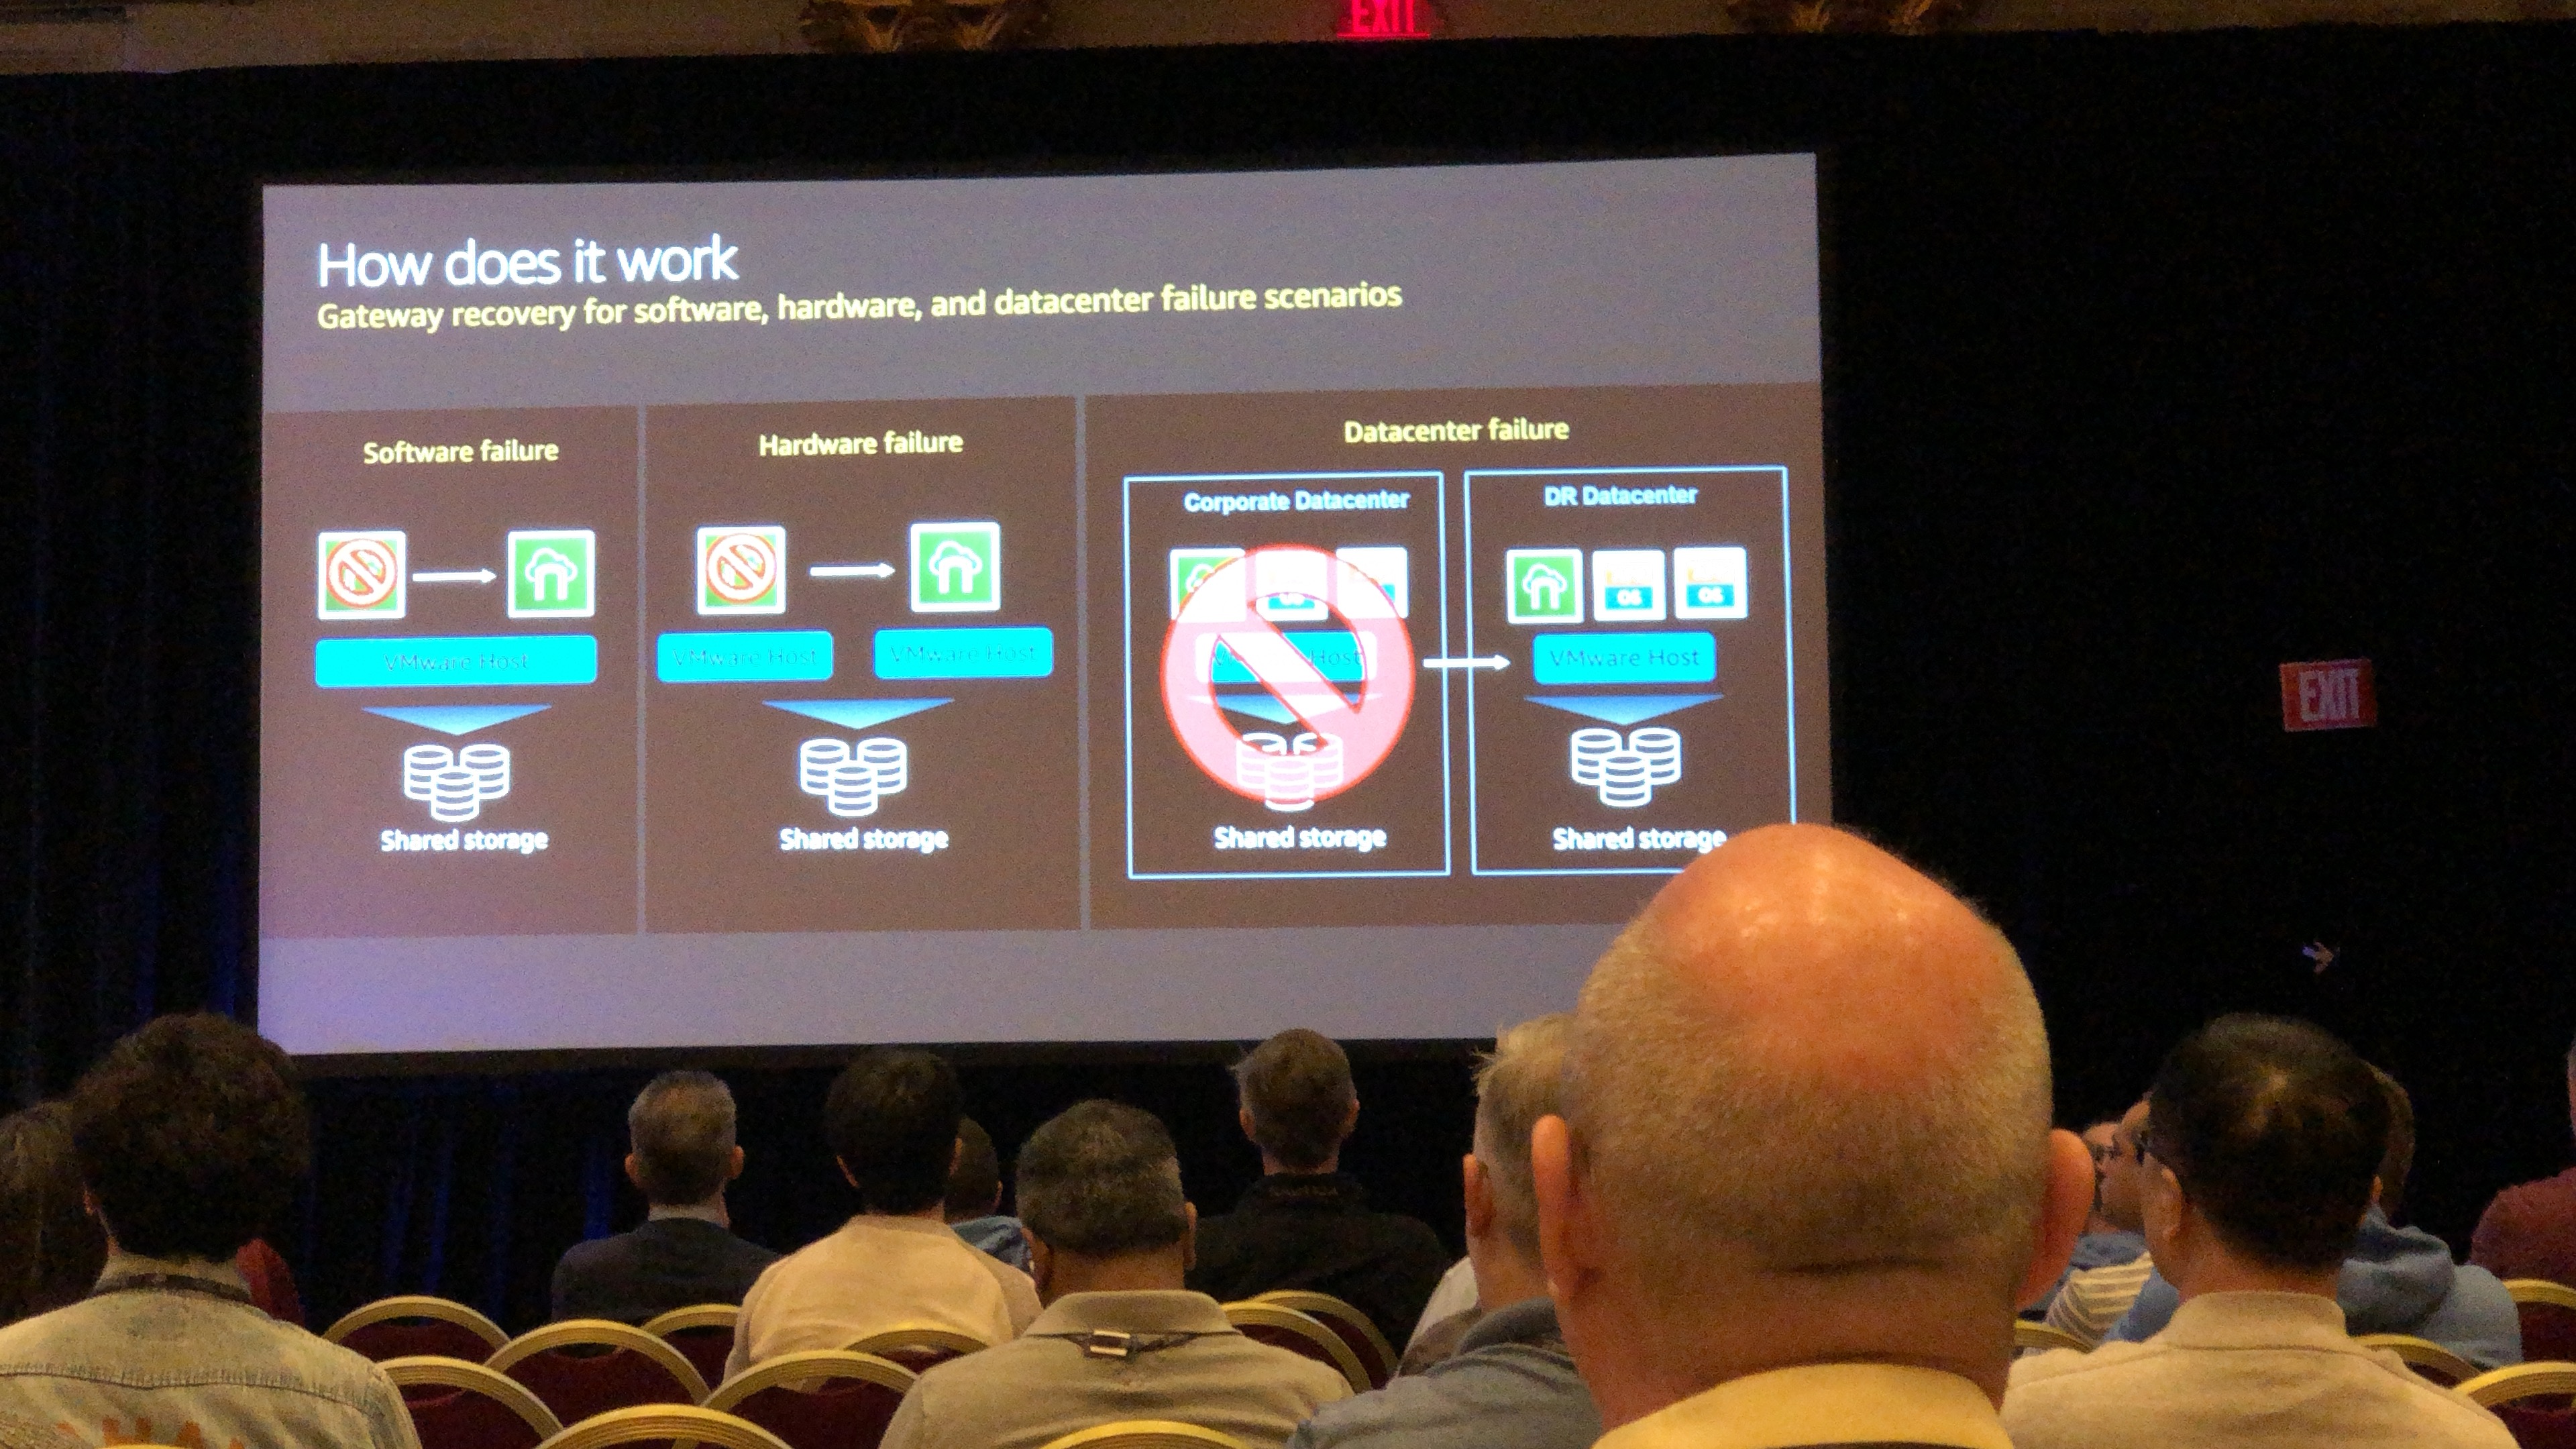 EXIT
How does it work
Gateway recovery for software, hardware, and datacenter failure scenarios
Software failure
Hardware failure
Datacenter failure
Corporate Datacenter
DR Datacenter
OS
OS
VMware Host
VMware Host
VMware Host
Host
VMware Host
Shared storage
Shared storage
Shared storage
Shared storage
EXIT